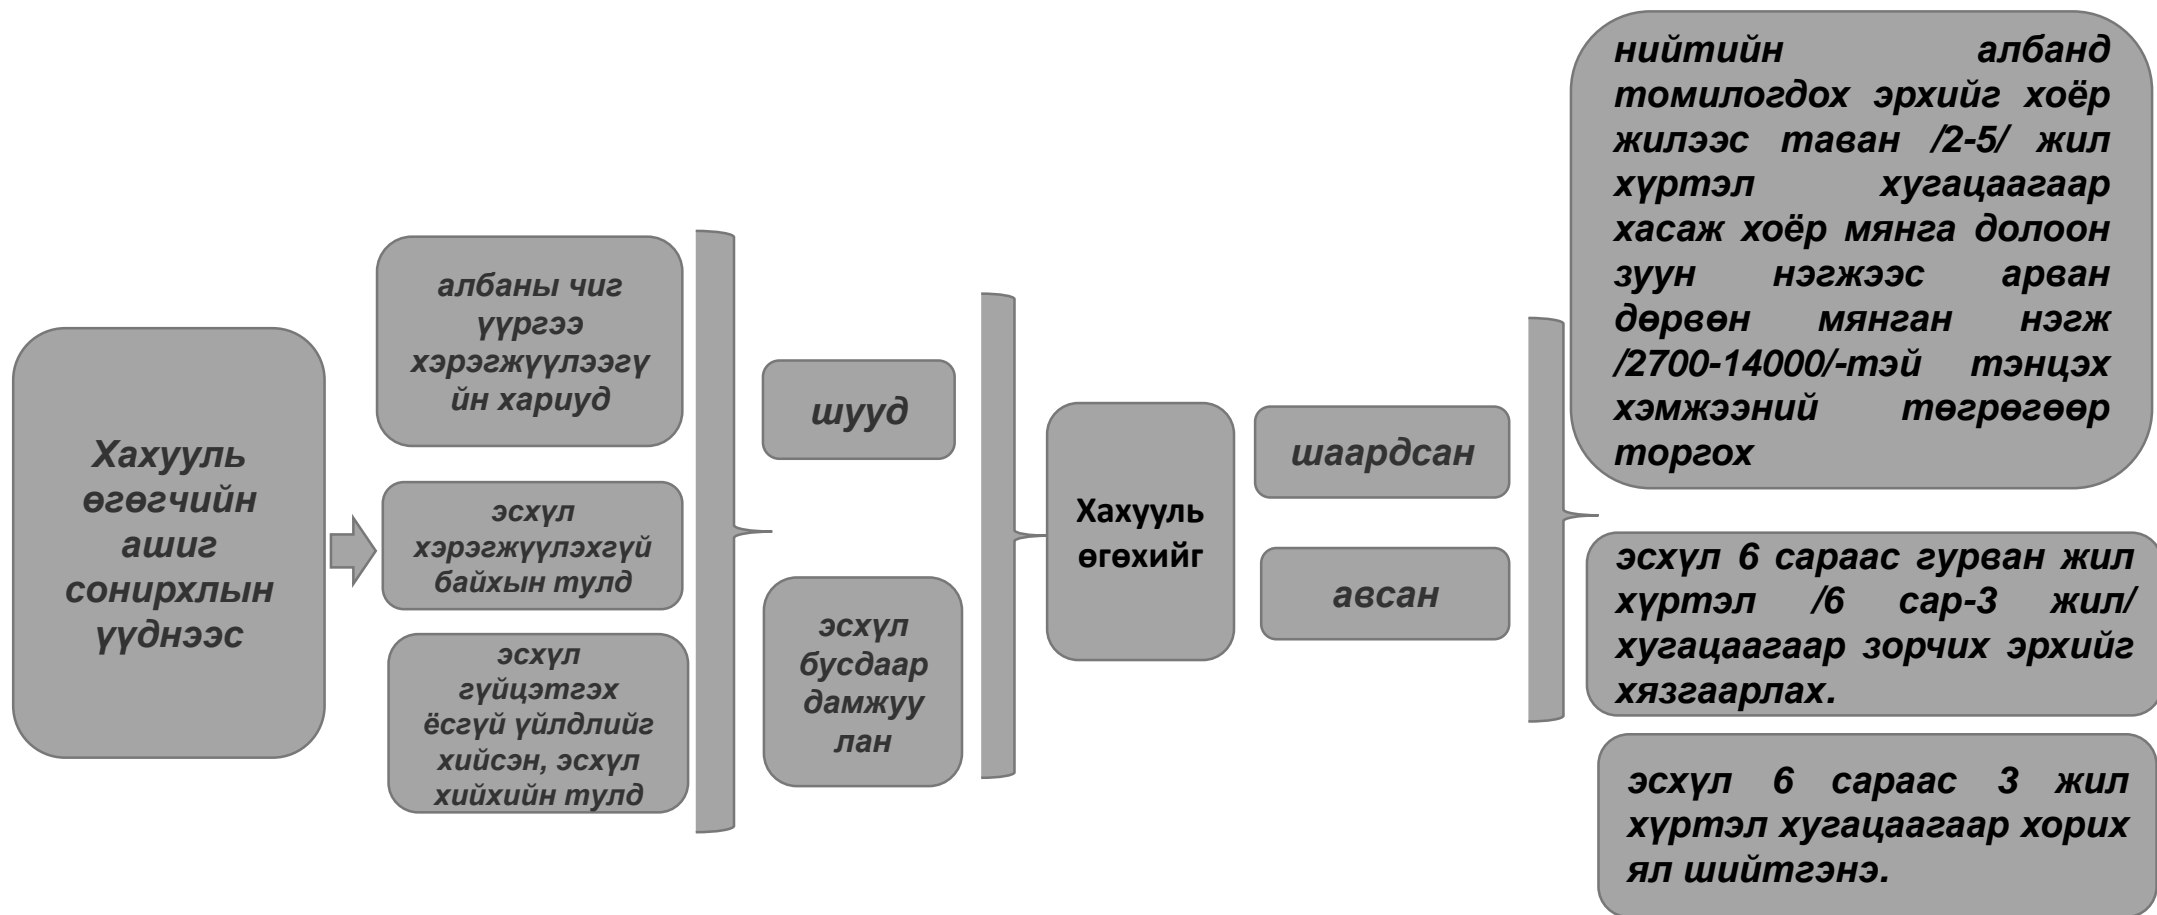 Хахууль
өгөгчийн
ашиг
сонирхлын
үүднээс
албаны чиг
үүргээ
хэрэгжүүлээгү
йн хариуд
эсхүл
хэрэгжүүлэхгүй
байхын тулд
эсхүл
гүйцэтгэх
ёсгүй үйлдлийг
хийсэн, эсхүл
хийхийн тулд
шууд
эсхүл
бусдаар
дамжуу
лан
Хахууль
өгөхийг
шаардсан
авсан
нийтийн албанд
томилогдох эрхийг хоёр
жилээс таван /2-5/ жил
хүртэл хугацаагаар
хасаж хоёр мянга долоон
зуун нэгжээс арван
дөрвөн мянган нэгж
/2700-14000/-тэй тэнцэх
хэмжээний төгрөгөөр
торгох
эсхүл 6 сараас гурван жил
хүртэл /6 сар-3 жил/
хугацаагаар зорчих эрхийг
хязгаарлах.
эсхүл 6 сараас 3 жил
хүртэл хугацаагаар хорих
ял шийтгэнэ.